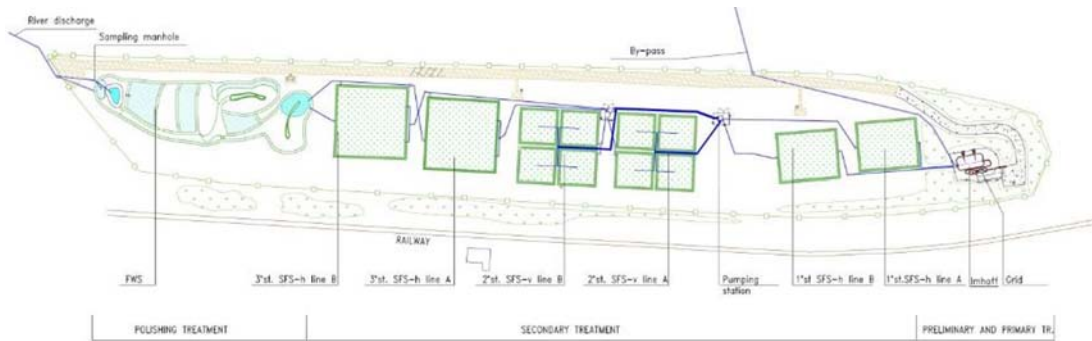 River discharge
Sampling manhole
By-pass
RAILWAY
FWS
3°st. SFS-h line B
3°st. SFS-h line A
2°st. SFS-v line B
2°st. SFS-v line A
Pumping
station
1°st SFS-h line B
1°st.SFS-h line A
Imhoff
Grid
POLISHING TREATMENT
SECONDARY TREATMENT
PRELIMINARY AND PRIMARY TR.